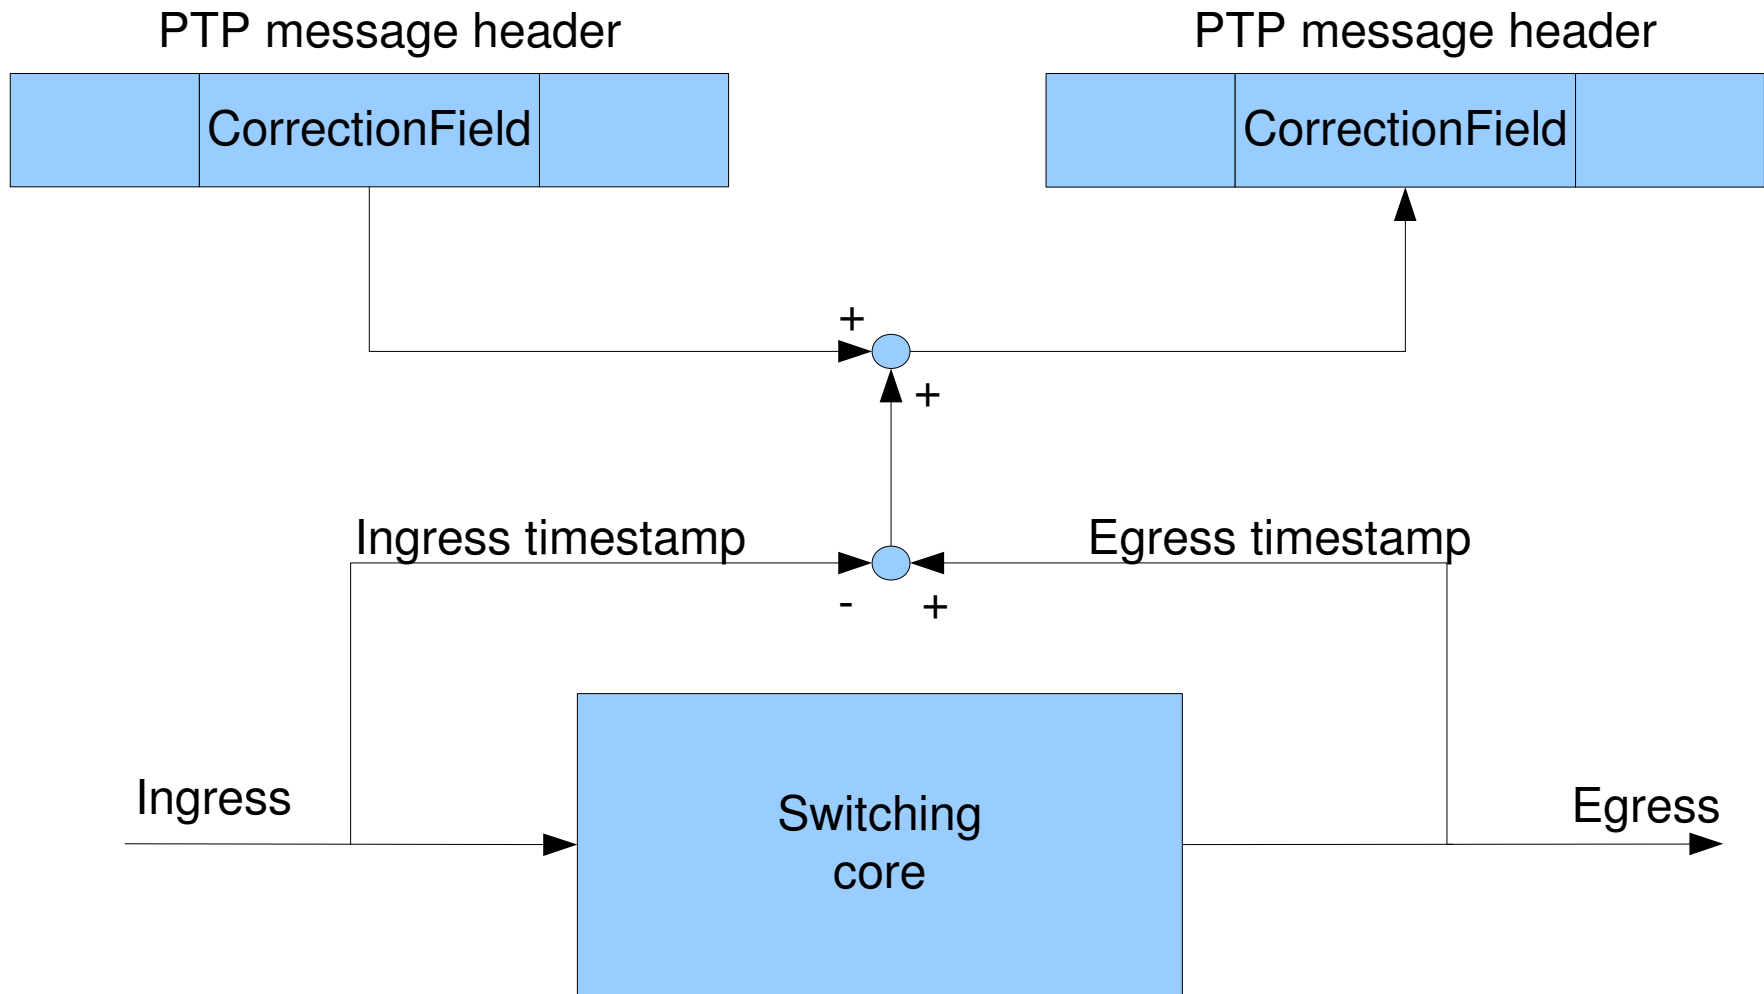 PTP message header
PTP message header
CorrectionField
CorrectionField
+
+
Ingress timestamp
Egress timestamp
-
+
Ingress
Egress
Switching
core